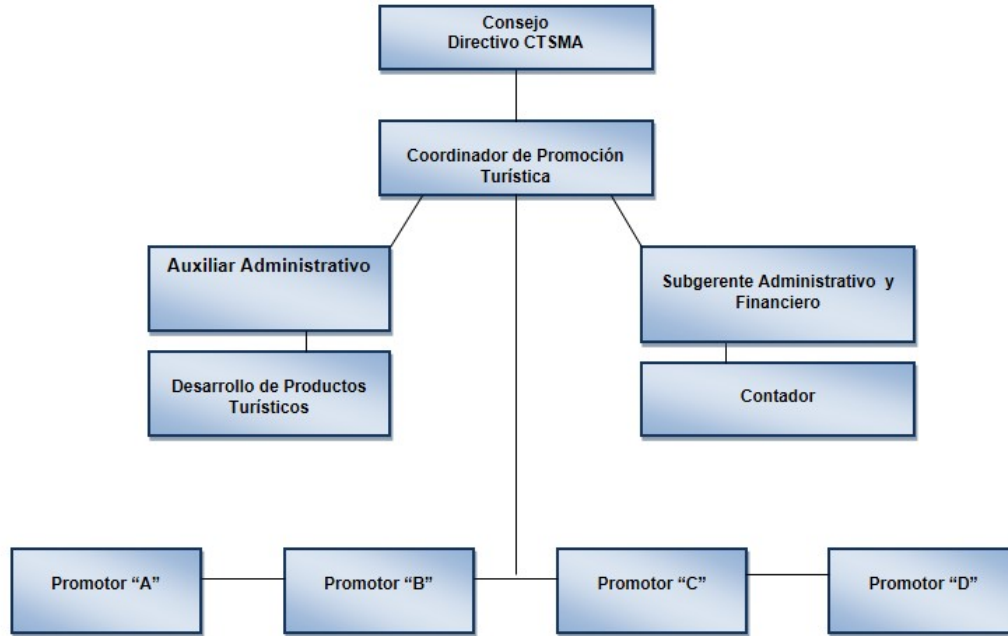 Consejo
Directivo CTSMA
Coordinador de Promoción
Turística
Auxiliar Administrativo
Subgerente Administrativo y
Financiero
Desarrollo de Productos
Turísticos
Contador
Promotor “A”
Promotor “B”
Promotor “C”
Promotor “D”